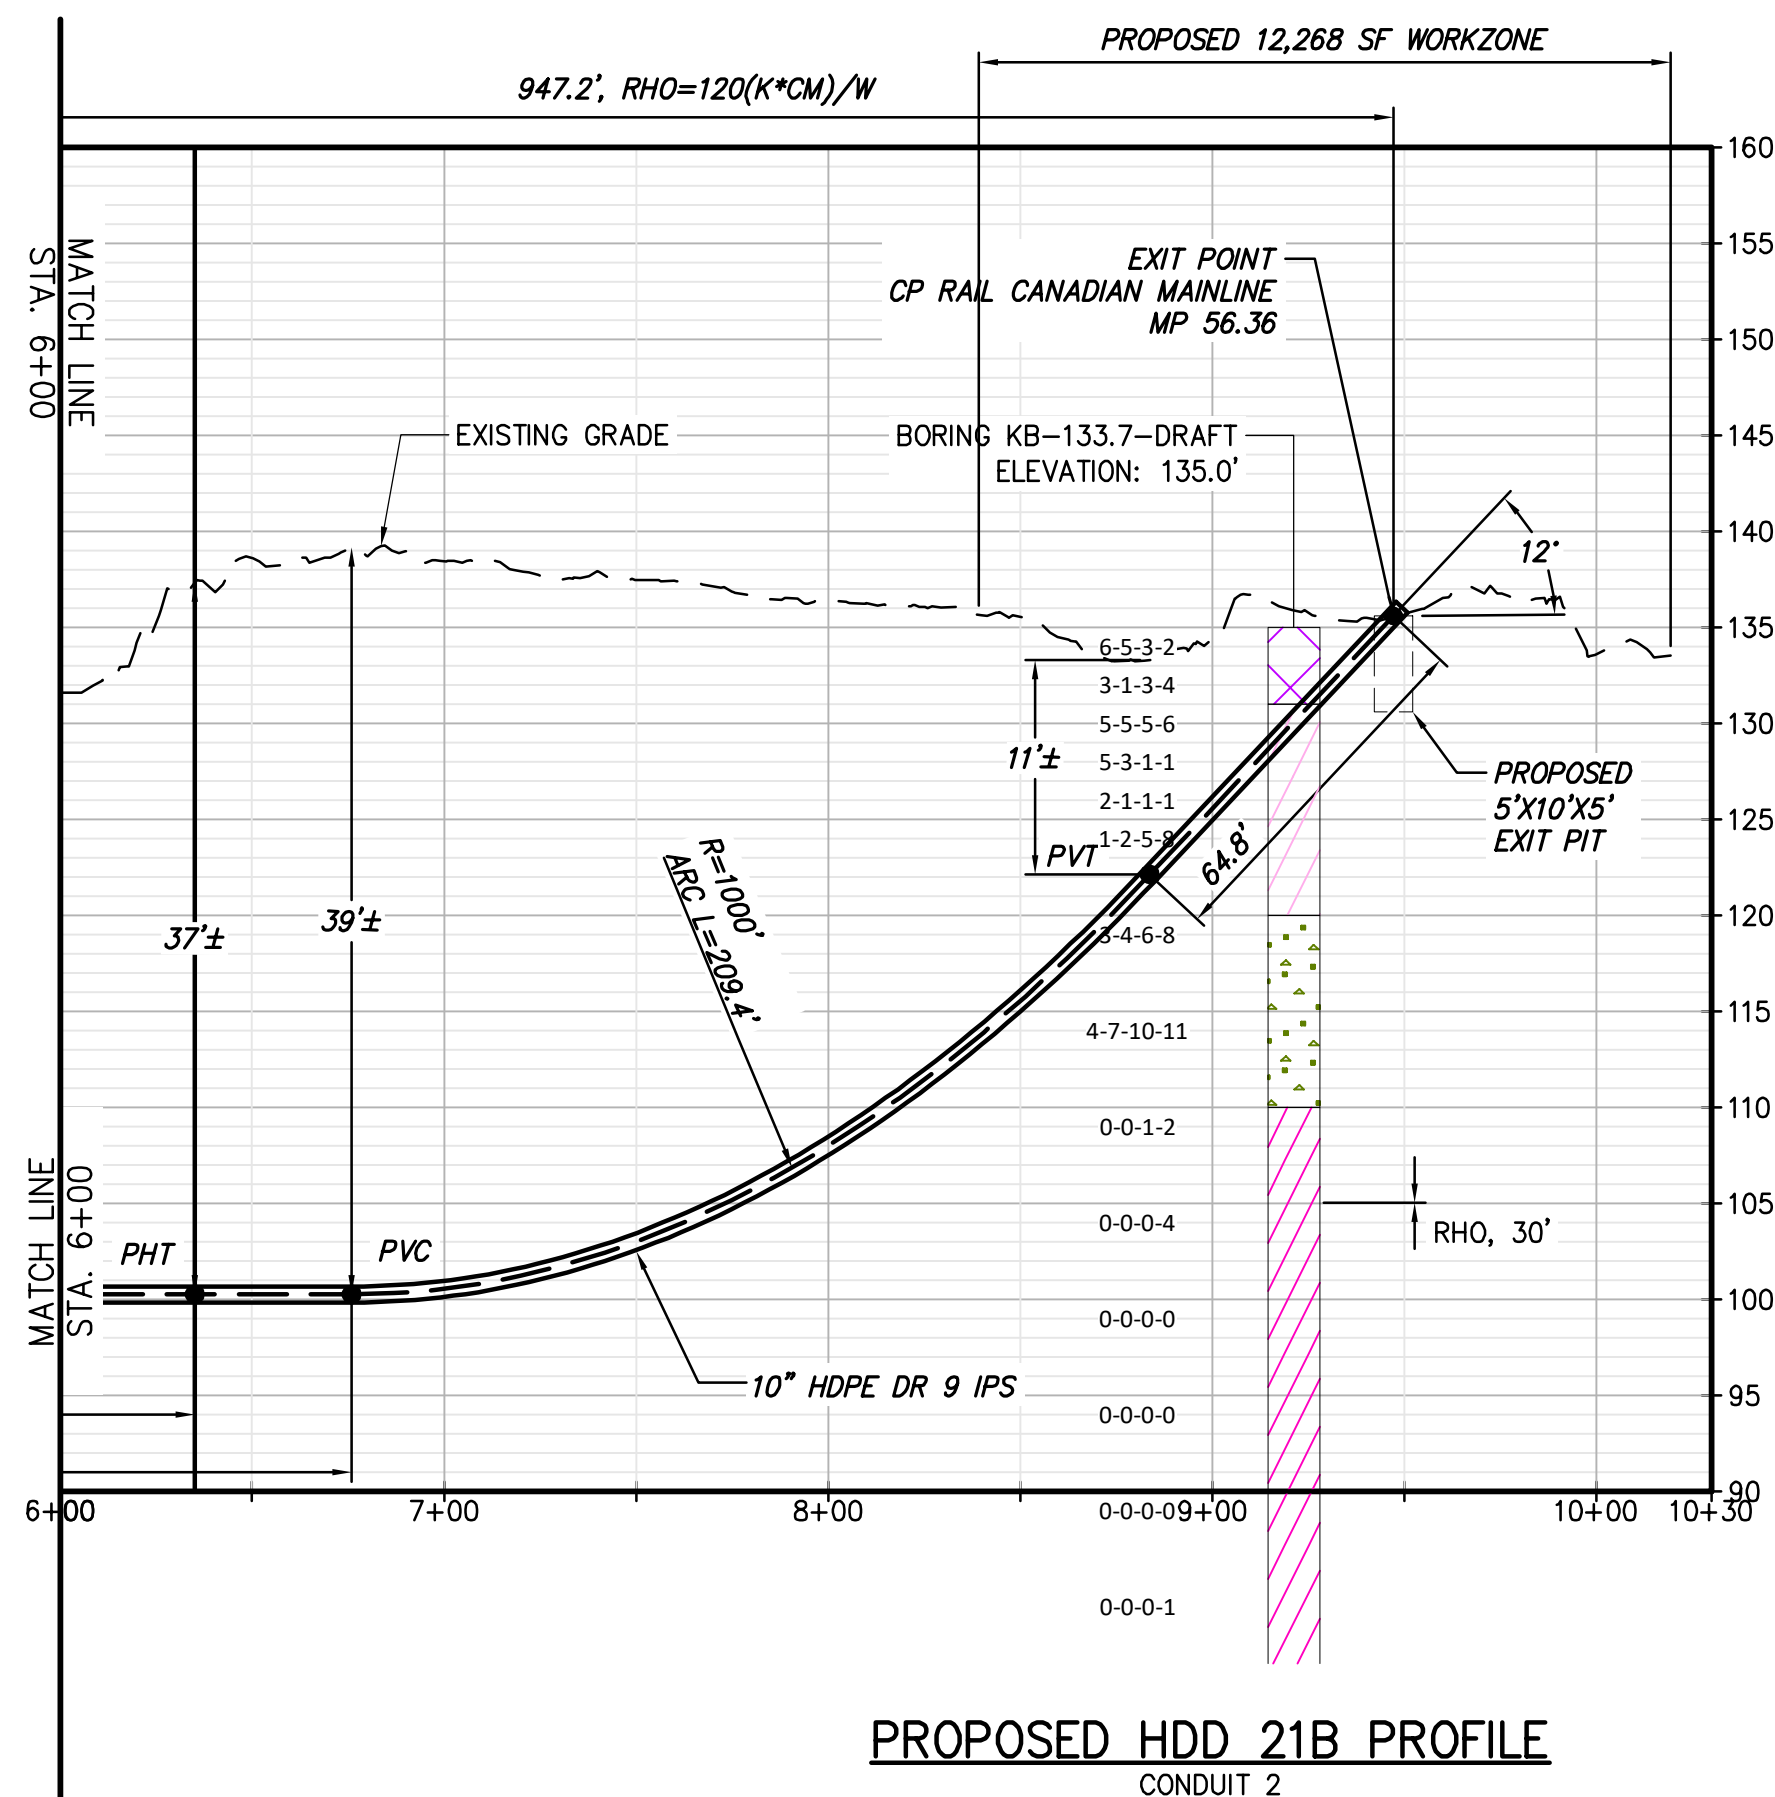 PROPOSED 12,268 SF WORKZONE
947.2', RHO=120(K*CM)/W
160
155
150
145
140
135
130
125
120
115
110
105
100
95
90
MATCH LINE
STA. 6+00
EXIT POINT
CP RAIL CANADIAN MAINLINE
MP 56.36
EXISTING GRADE
BORING KB-133.7-DRAFT
ELEVATION: 135.0'
12°
6-5-3-2
3-1-3-4
5-5-5-6
5-3-1-1
2-1-1-1
1-2-5-8
3-4-6-8
4-7-10-11
0-0-1-2
0-0-0-4
0-0-0-0
0-0-0-0
0-0-0-0
0-0-0-1
11'±
PVT
64.8'
PROPOSED
5'X10'X5'
EXIT PIT
R=1000'
ARC L=209.4'
37'±
39'±
PHT
PVC
RHO, 30'
MATCH LINE
STA. 6+00
10" HDPE DR 9 IPS
6+00
7+00
8+00
9+00
10+00
10+30
PROPOSED HDD 21B PROFILE
CONDUIT 2